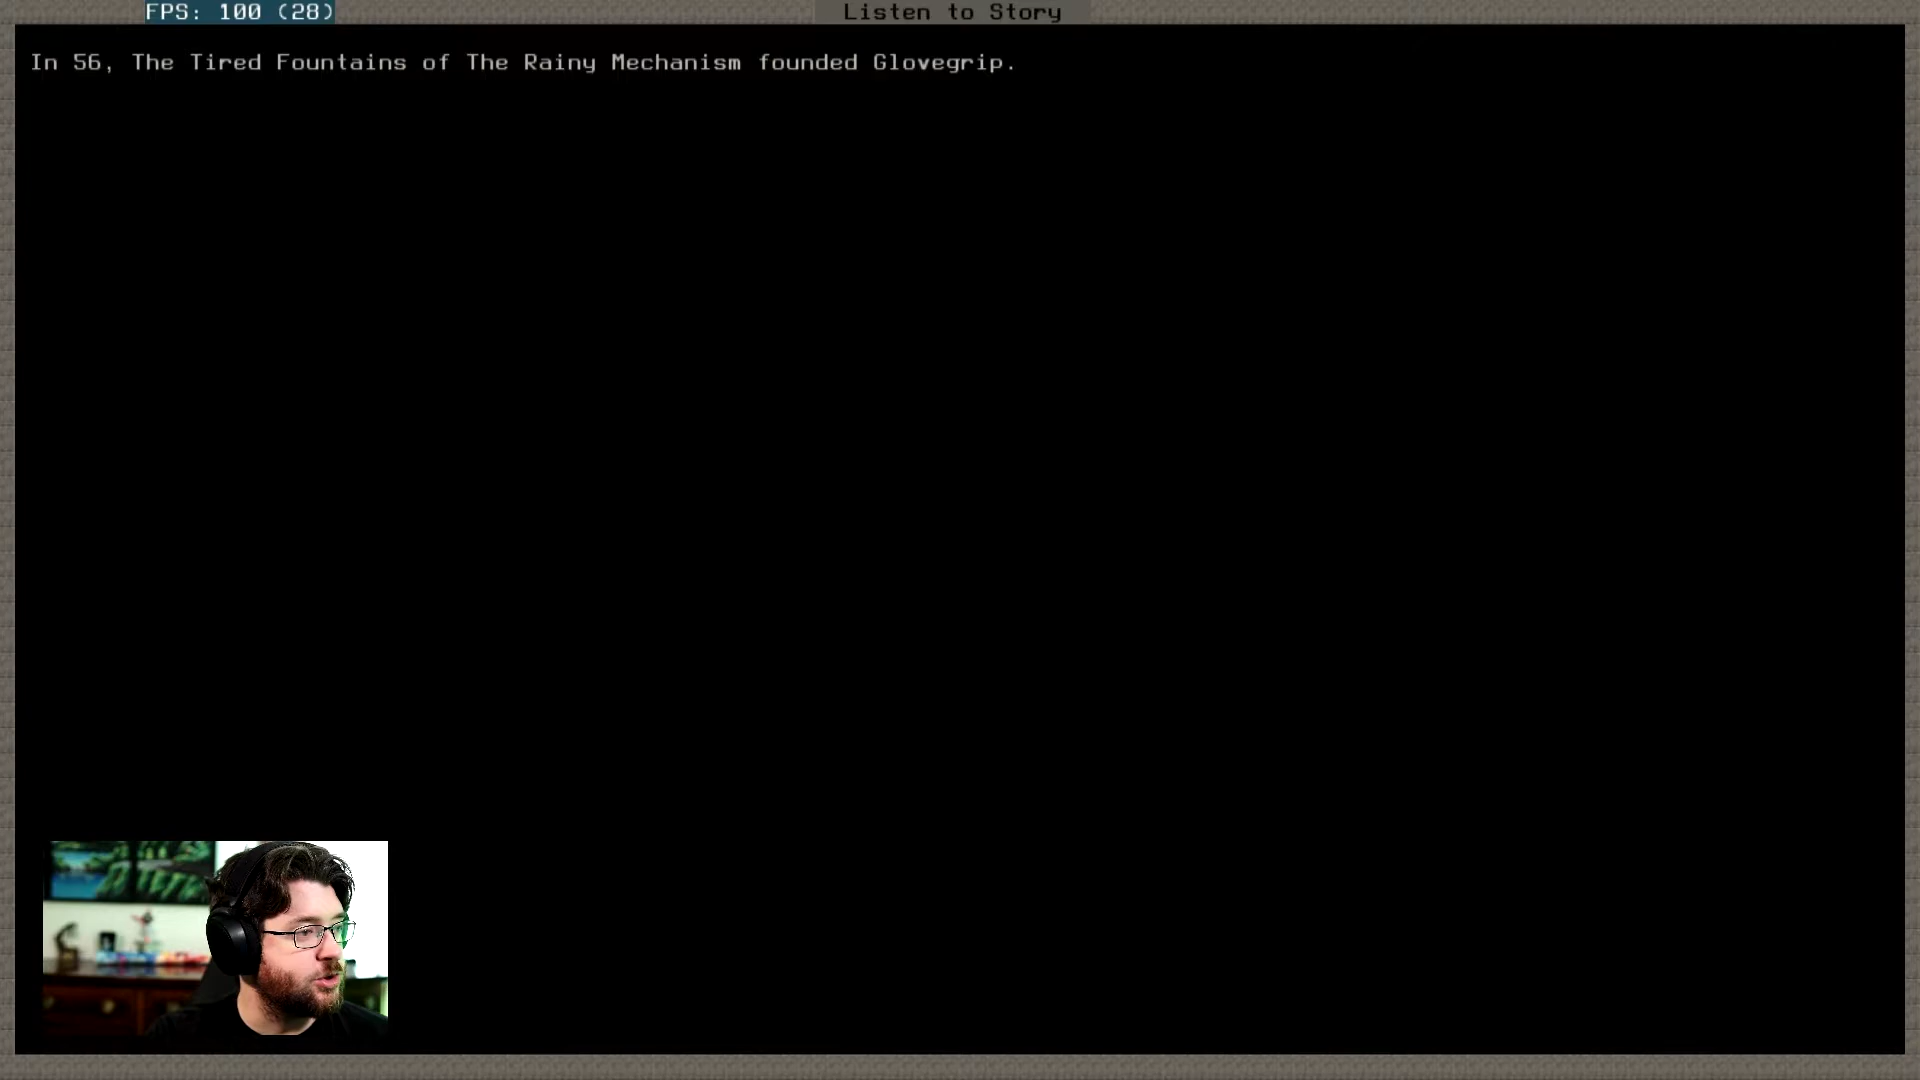 FPS: 100 (28)
Listen to Story
In 56, The Tired Fountains of The Rainy Mechanism founded Glovegrip.